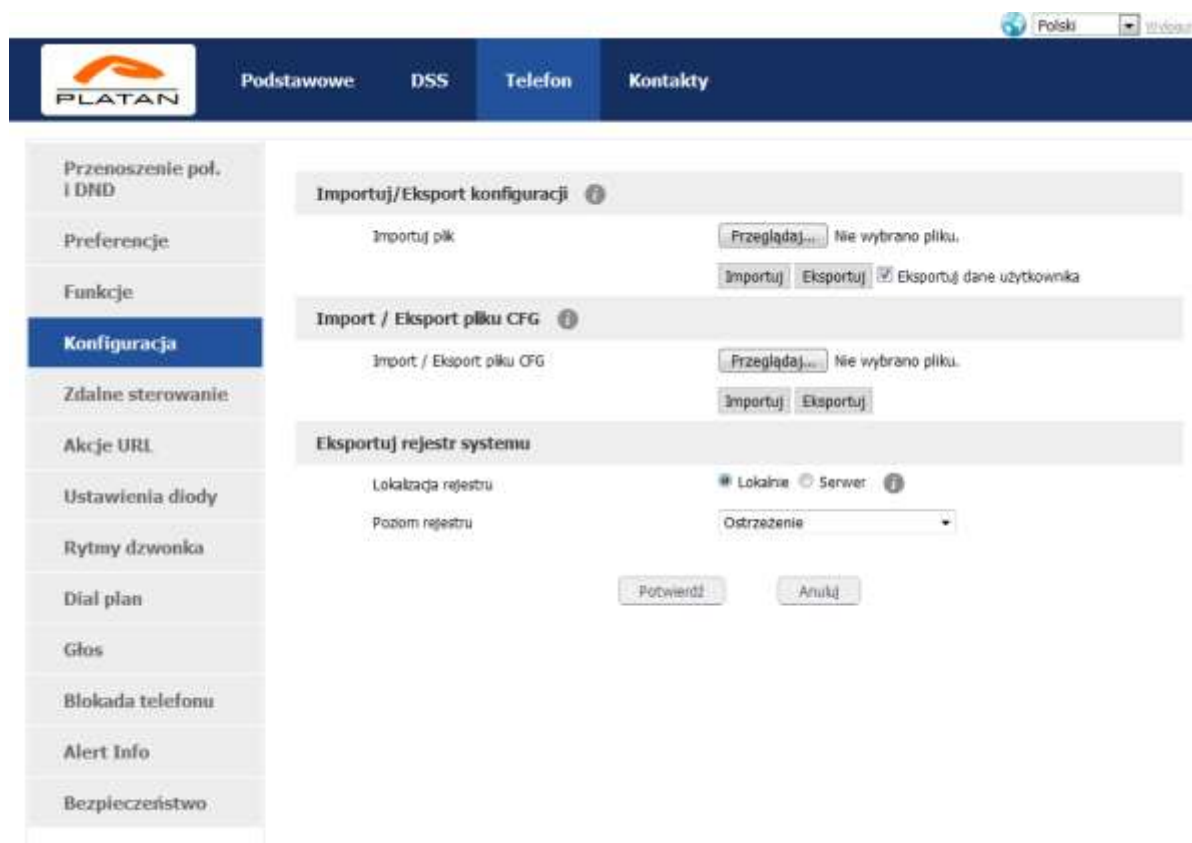 Polski
PLATAN
Podstawowe DSS Telefon Kontakty
Przenoszenie poł.
i DND
Preferencje
Funkcje
Konfiguracja
Zdalne sterowanie
Akcje URL
Ustawienia diody
Rytmy dzwonka
Dial plan
Głos
Blokada telefonu
Alert Info
Bezpieczeństwo
Importuj/Eksport konfiguracji
Importuj plik Przeglądaj... Nie wybrano pliku.
Importuj Eksportuj Eksportuj dane użytkownika
Import / Eksport pliku CFG
Import / Eksport pliku CFG Przeglądaj... Nie wybrano pliku.
Importuj Eksportuj
Eksportuj rejestr systemu
Lokalizacja rejestru Lokalnie Serwer
Poziom rejestru Ostrzeżenie
Potwierdź Anuluj